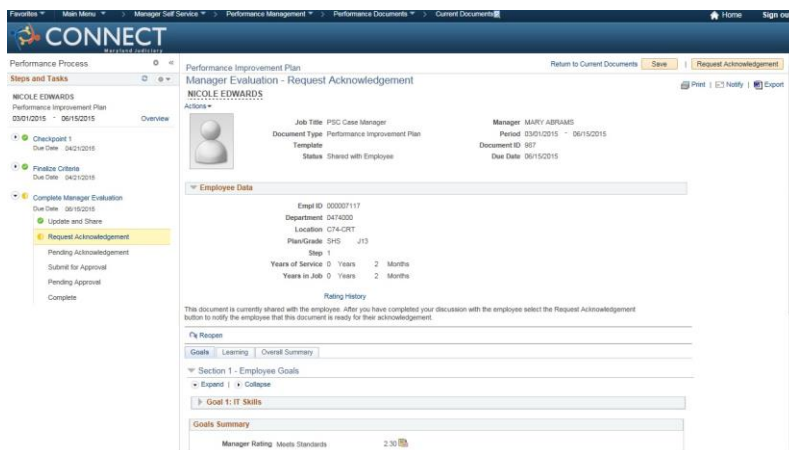 Favorites Main Menu > Manager Self Service > Performance Management > Performance Documents > Current Documents
Home Sign ou
CONNECT
Maryland Judiciary
Performance Process
Steps and Tasks
NICOLE EDWARDS
Performance Improvement Plan
03/01/2015 - 06/15/2015 Overview
Checkpoint 1
Due Date 04/21/2015
Finalize Criteria
Due Date 04/21/2015
Complete Manager Evaluation
Due Date 06/15/2015
Update and Share
Request Acknowledgement
Pending Acknowledgement
Submit for Approval
Pending Approval
Complete
Performance Improvement Plan
Return to Current Documents Save | Request Acknowledgement
Manager Evaluation - Request Acknowledgement
Print | Notify | Export
NICOLE EDWARDS
Actions
Job Title PSC Case Manager Manager MARY ABRAMS
Document Type Performance Improvement Plan Period 03/01/2015 - 06/15/2015
Template Document ID 987
Status Shared with Employee Due Date 06/15/2015
Employee Data
Empl ID 000007117
Department 0474000
Location C74-CRT
Plan/Grade SHS J13
Step 1
Years of Service 0 Years 2 Months
Years in Job 0 Years 2 Months
Rating History
This document is currently shared with the employee. After you have completed your discussion with the employee select the Request Acknowledgement
button to notify the employee that this document is ready for their acknowledgement.
Reopen
Goals Learning Overall Summary
Section 1 - Employee Goals
Expand | Collapse
Goal 1: IT Skills
Goals Summary
Manager Rating Meets Standards 2.30